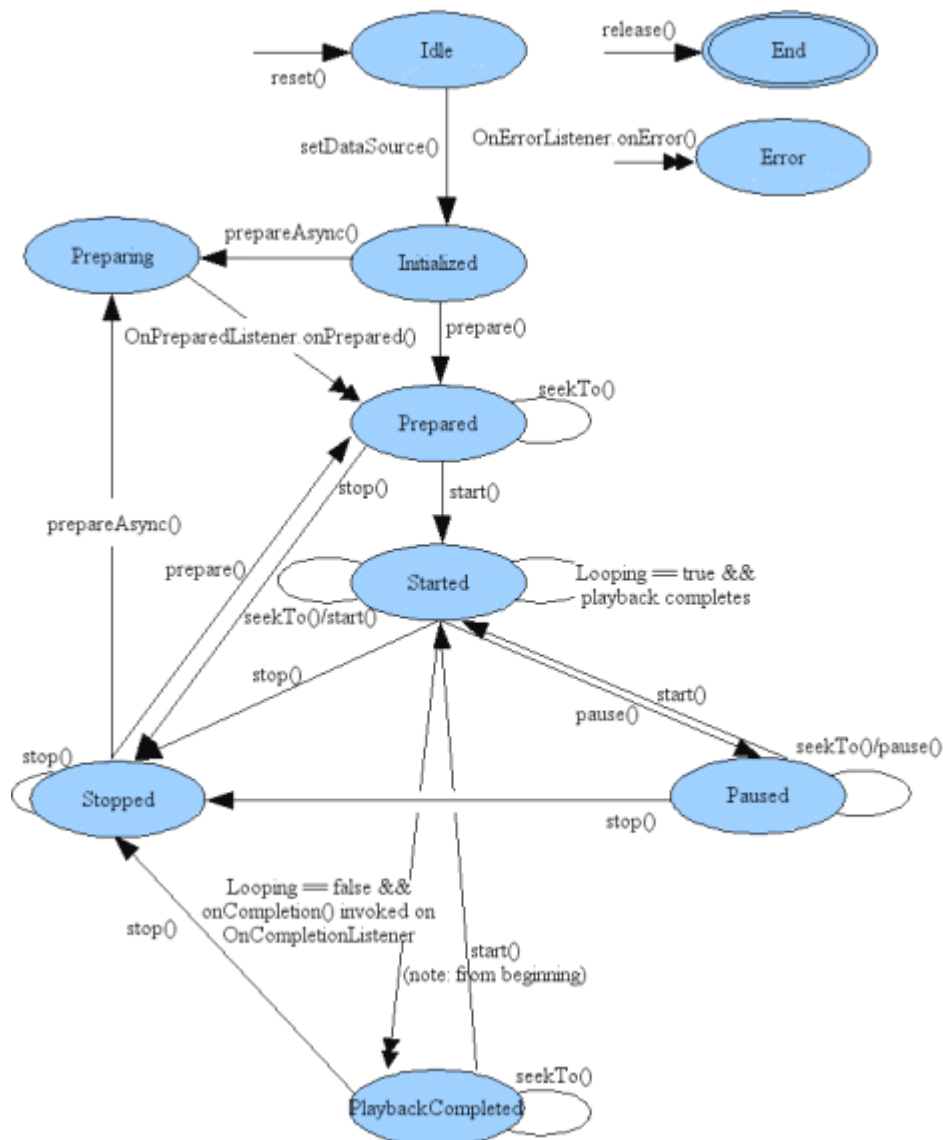 Idle
release()
End
reset()
setDataSource()
OnErrorListener.onError()
Error
prepareAsync()
Preparing
Initialized
OnPreparedListener.onPrepared()
prepare()
seekTo()
Prepared
stop()
start()
prepareAsync()
prepare()
Started
Looping == true &&
playback completes
seekTo()/start()
stop()
start()
pause()
stop()
seekTo()/pause()
Stopped
Paused
stop()
Looping == false &&
onCompletion() invoked on
OnCompletionListener
stop()
start()
(note: from beginning)
seekTo()
PlaybackCompleted